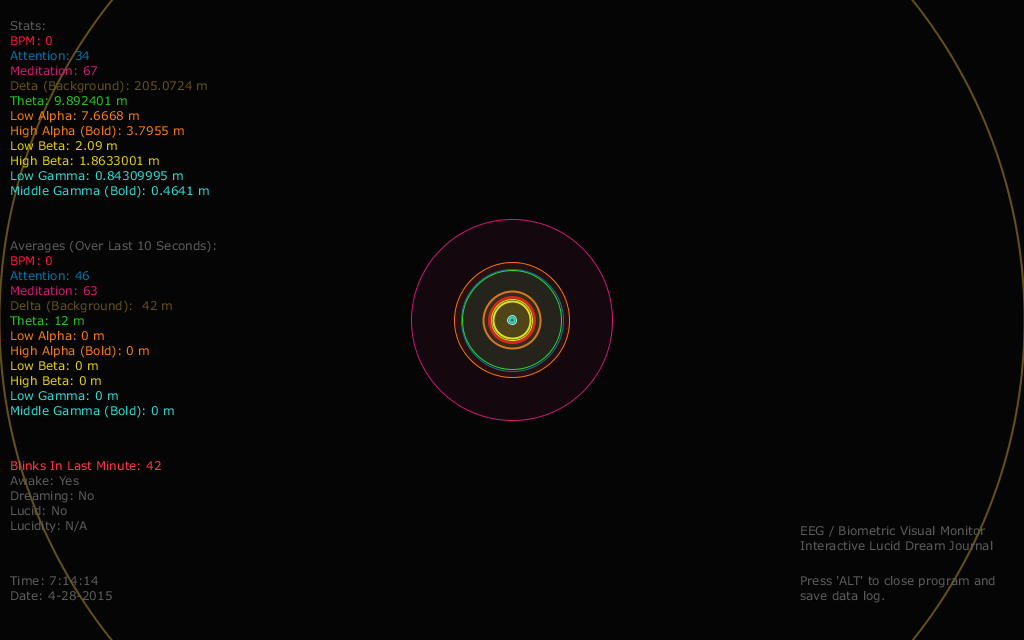 Stats:
BPM: 0
Attention: 34
Meditation: 67
Deta (Background): 205.0724 m
Theta: 9.892401 m
Low Alpha: 7.6668 m
High Alpha (Bold): 3.7955 m
Low Beta: 2.09 m
High Beta: 1.8633001 m
Low Gamma: 0.84309995 m
Middle Gamma (Bold): 0.4641 m
Averages (Over Last 10 Seconds):
BPM: 0
Attention: 46
Meditation: 63
Delta (Background): 42 m
Theta: 12 m
Low Alpha: 0 m
High Alpha (Bold): 0 m
Low Beta: 0 m
High Beta: 0 m
Low Gamma: 0 m
Middle Gamma (Bold): 0 m
Blinks In Last Minute: 42
Awake: Yes
Dreaming: No
Lucid: No
Lucidity: N/A
Time: 7:14:14
Date: 4-28-2015
EEG / Biometric Visual Monitor
Interactive Lucid Dream Journal
Press 'ALT' to close program and
save data log.